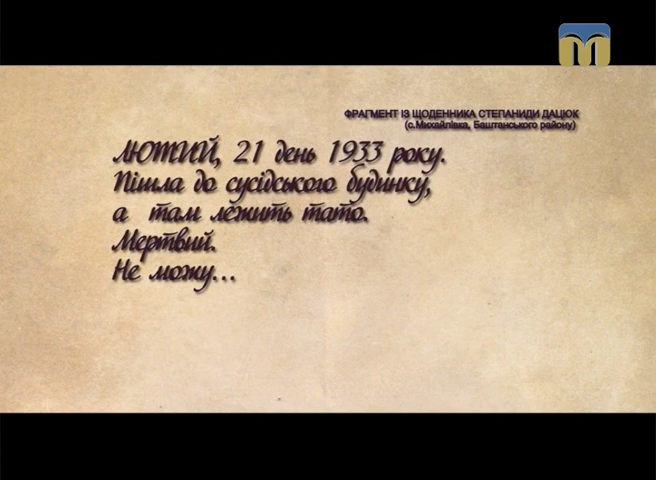 ФРАГМЕНТ ІЗ ЩОДЕННИКА СТЕПАНИДИ ДАЦЮК
(с.Михайлівка, Баштанського району)
ЛЮТИЙ, 21 день 1933 року.
Пішла до сусідського будинку,
а там лежить тато.
Мертвий.
Не можу...